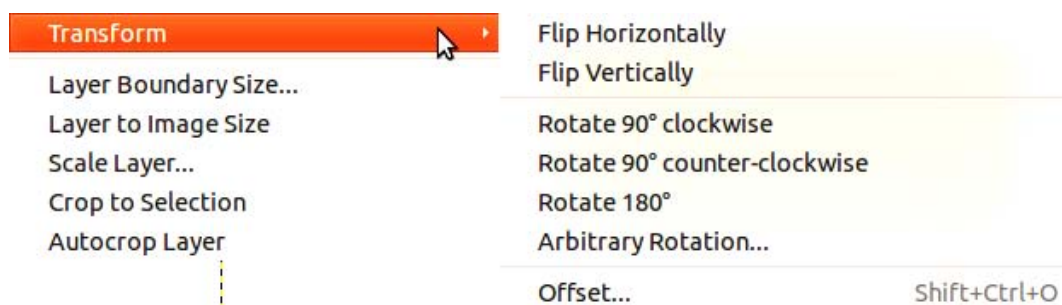 Transform
Layer Boundary Size...
Layer to Image Size
Scale Layer...
Crop to Selection
Autocrop Layer
Flip Horizontally
Flip Vertically
Rotate 90° clockwise
Rotate 90° counter-clockwise
Rotate 180°
Arbitrary Rotation...
Offset... Shift+Ctrl+O